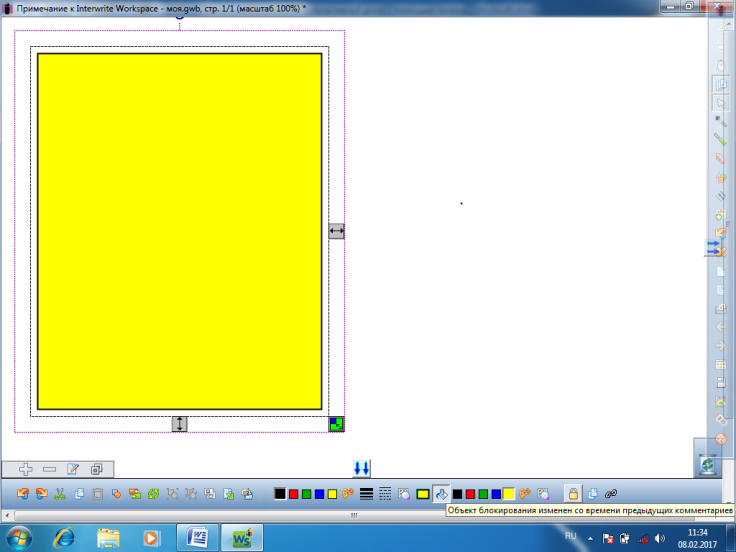 Примечание к Interwrite Workspace - моя.gwb, стр. 1/1 (масштаб 100%) *
Объект блокирования изменен со времени предыдущих комментариев
RU
11:34
08.02.2017